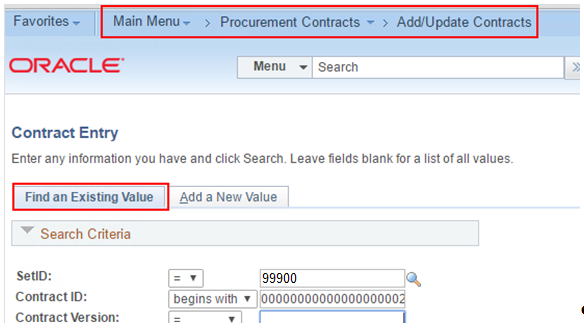 Favorites Main Menu > Procurement Contracts > Add/Update Contracts
ORACLE Menu Search
Contract Entry
Enter any information you have and click Search. Leave fields blank for a list of all values.
Find an Existing Value Add a New Value
Search Criteria
SetID: = 99900
Contract ID: begins with 00000000000000000000002
Contract Version: =